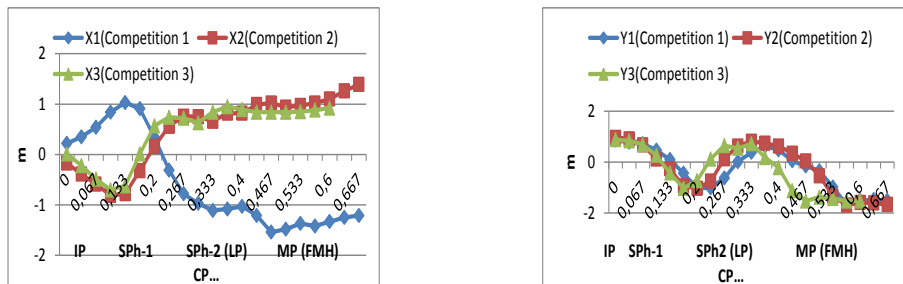 X1(Competition 1 X2(Competition 2)
X3(Competition 3)
2
1
0
-1
-2
m
0 0,067 0,133 0,2 0,267 0,333 0,4 0,467 0,533 0,6 0,667
IP SPh-1 SPh-2 (LP) MP (FMH)
CP...
Y1(Competition 1) Y2(Competition 2)
Y3(Competition 3)
2
0
-2
m
0 0,067 0,133 0,2 0,267 0,333 0,4 0,467 0,533 0,6 0,667
IP SPh-1 SPh2 (LP) MP (FMH)
CP...